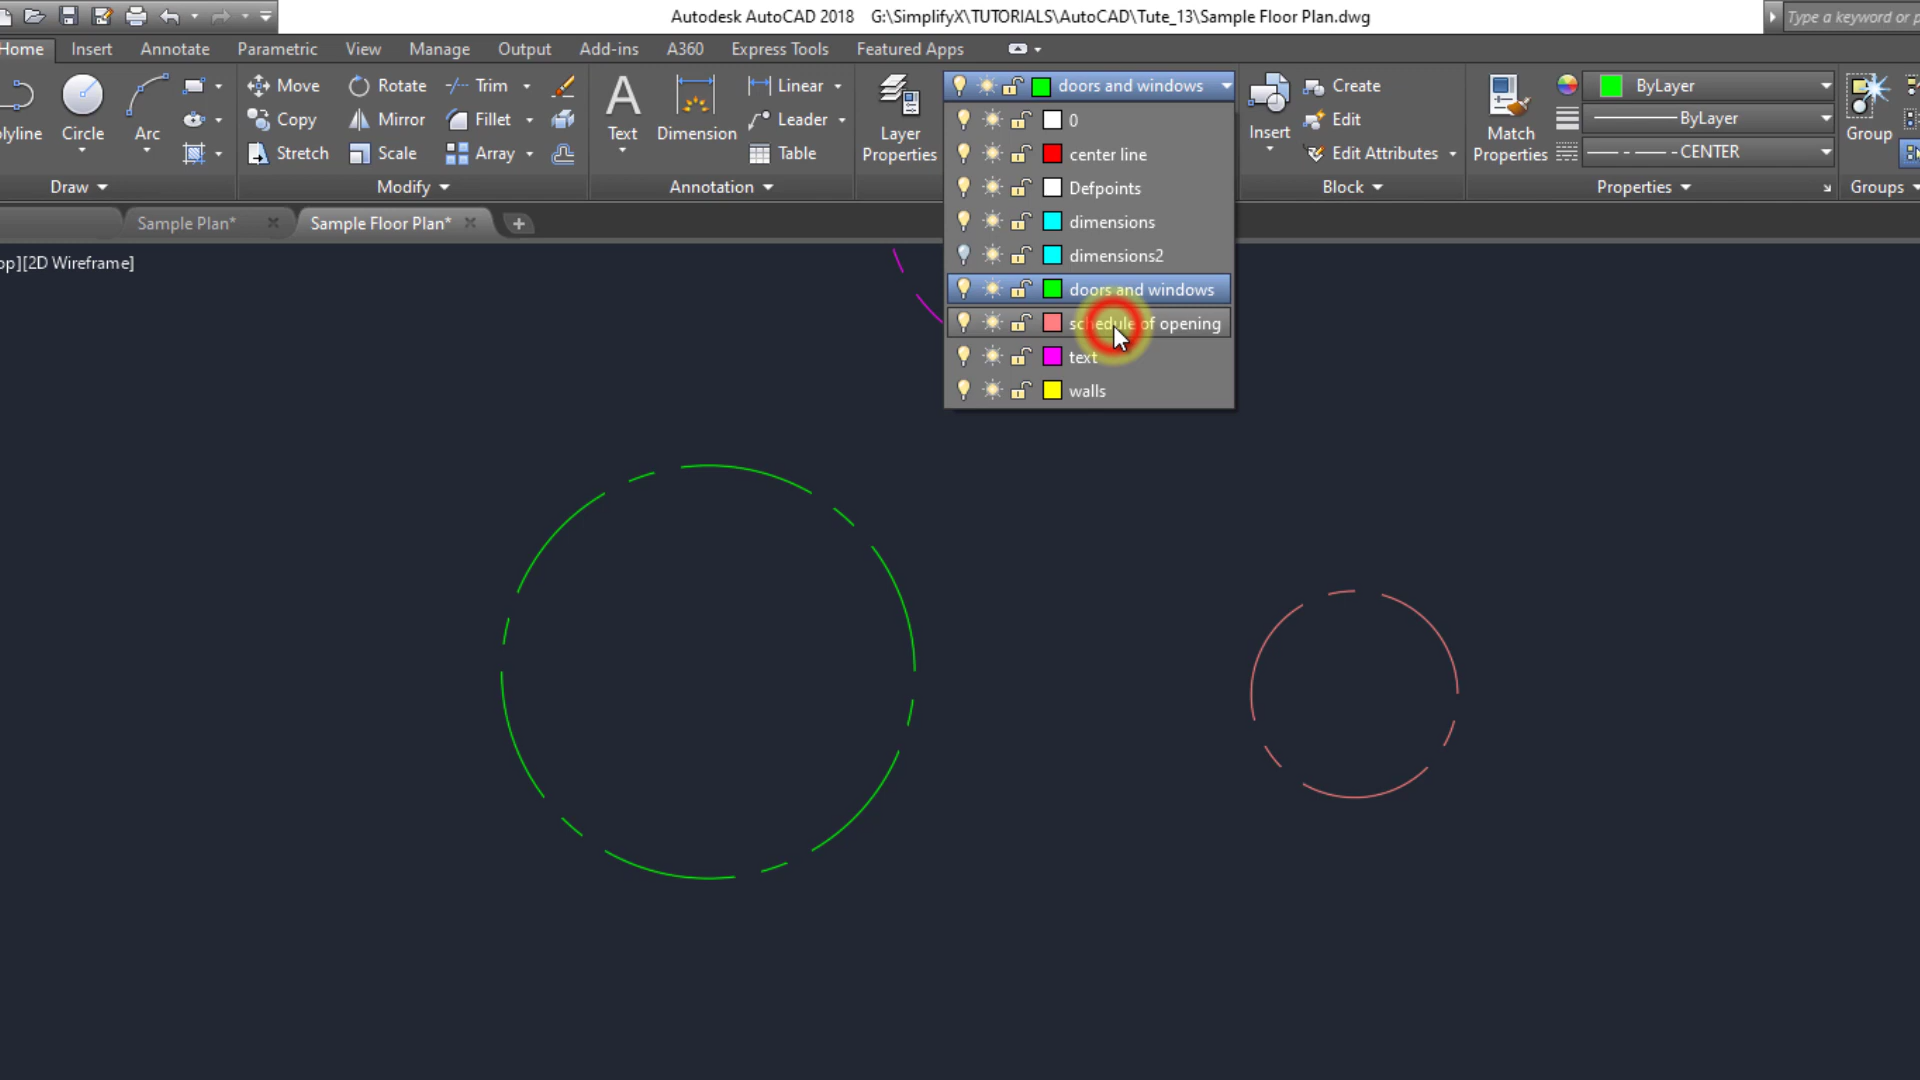 Autodesk AutoCAD 2018 G:\SimplifyX\TUTORIALS\AutoCAD\Tute_13\Sample Floor Plan.dwg
Type a keyword or p
Home Insert Annotate Parametric View Manage Output Add-ins A360 Express Tools Featured Apps
olyline
Circle
Arc
Draw
Move
Rotate
Trim
Copy
Mirror
Fillet
Stretch
Scale
Array
Modify
Text
Dimension
Linear
Leader
Table
Annotation
Layer
Properties
doors and windows
0
center line
Defpoints
dimensions
dimensions2
doors and windows
schedule of opening
text
walls
Insert
Create
Edit
Edit Attributes
Block
Match
Properties
ByLayer
ByLayer
CENTER
Properties
Group
Groups
Sample Plan*
Sample Floor Plan*
op][2D Wireframe]